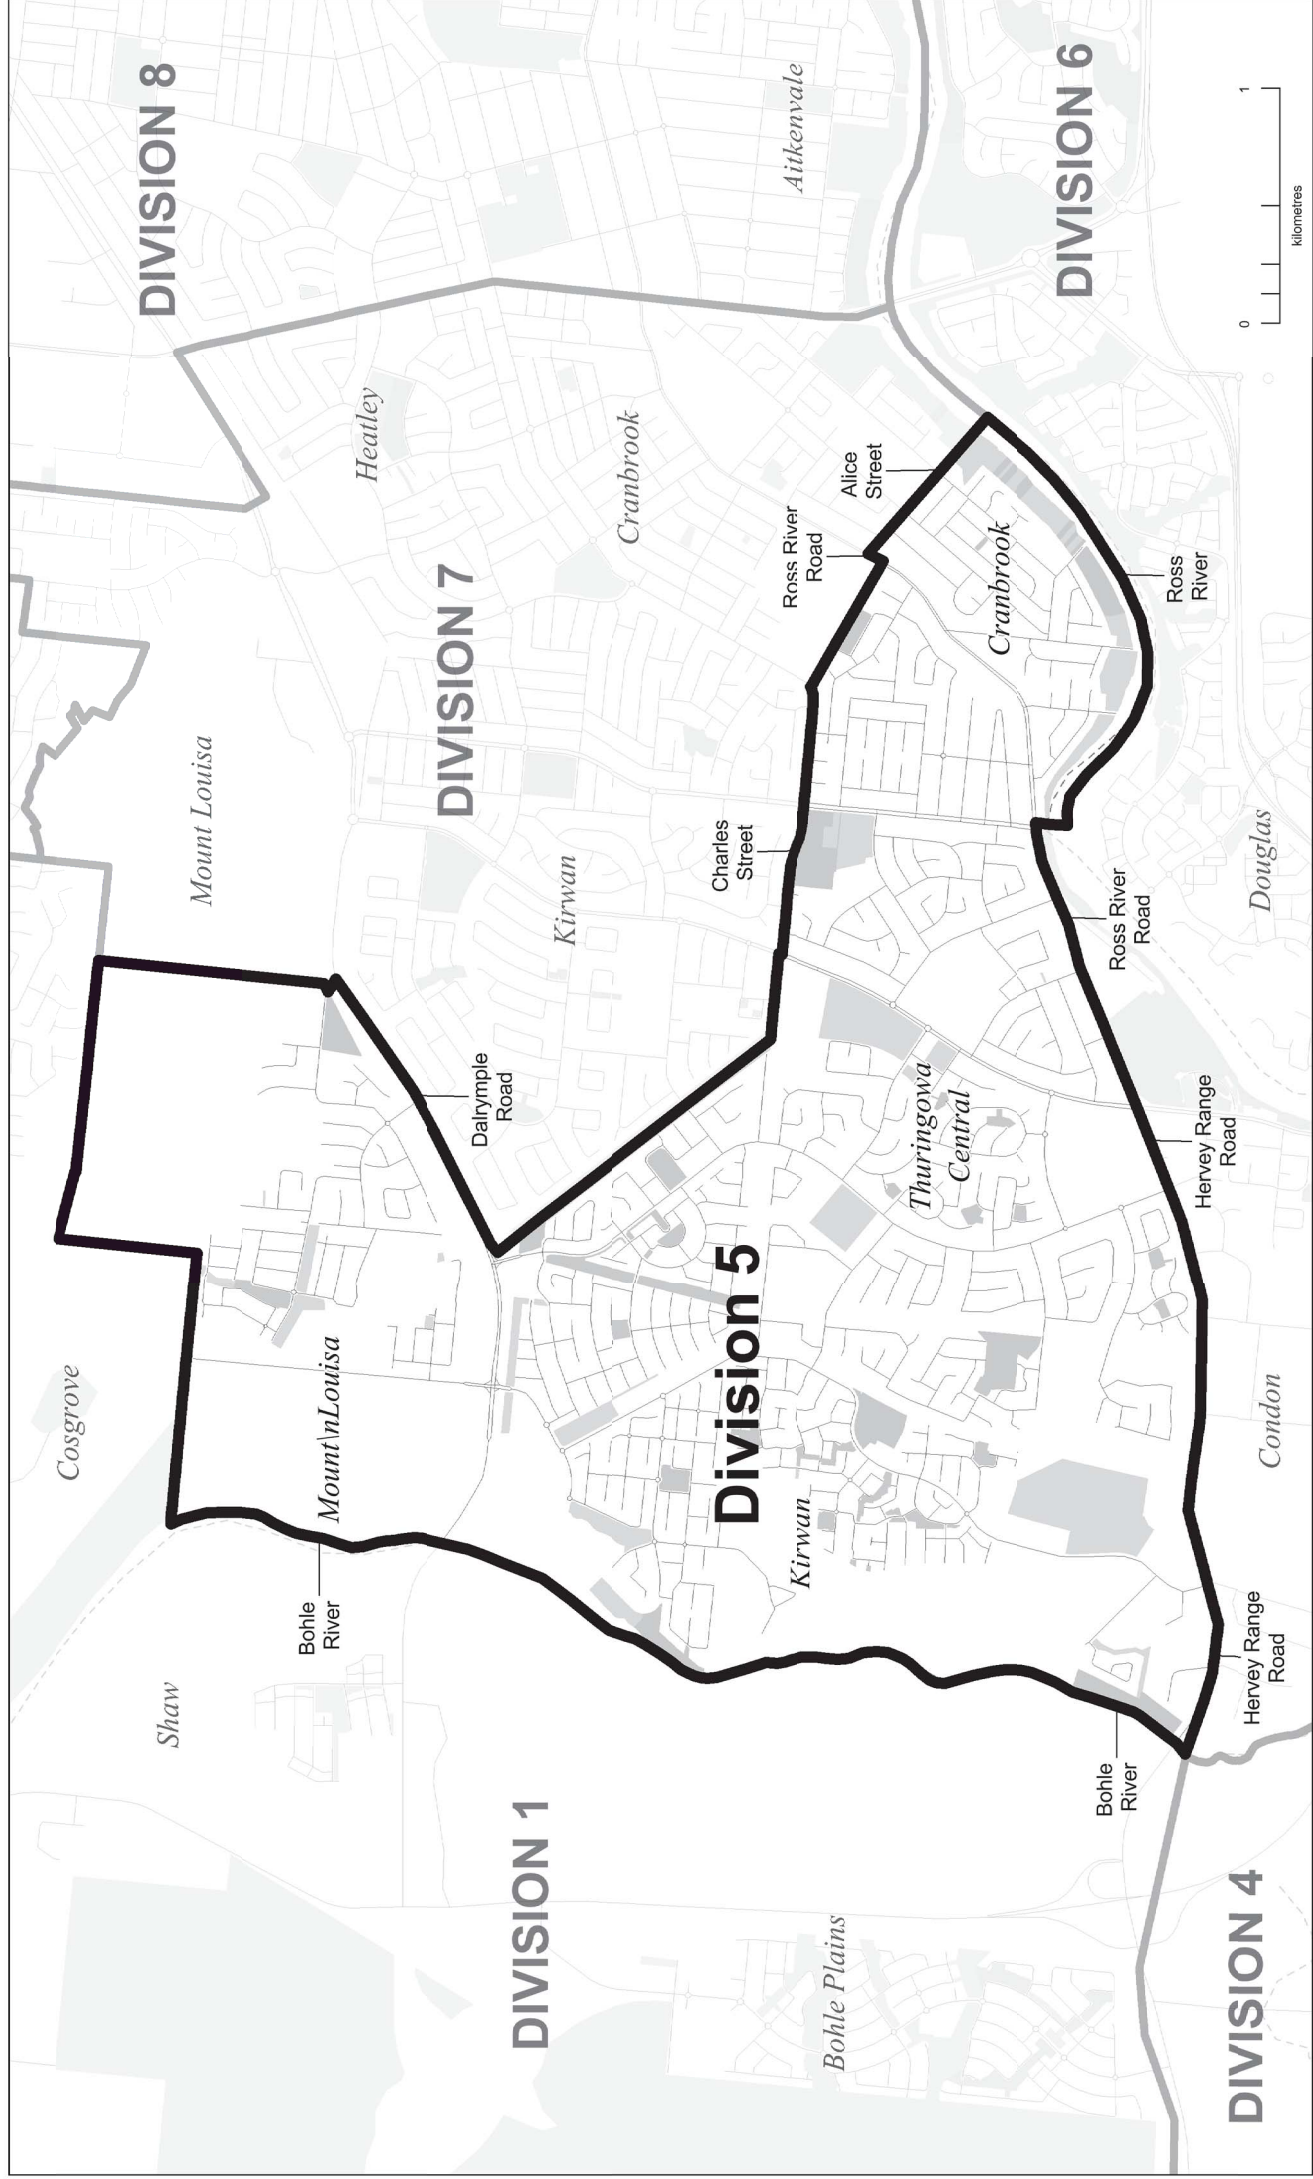 Cosgrove
Shaw
Mount Louisa
DIVISION 8
Bohle
River
Mount\nLouisa
Heatley
DIVISION 1
Dalrymple
Road
DIVISION 7
Kirwan
Cranbrook
Division 5
Charles
Street
Ross River
Road
Aitkenvale
Bohle Plains
Kirwan
Alice
Street
Thuringowa
Central
Cranbrook
DIVISION 6
Bohle
River
Ross River
Road
Ross
River
Hervey Range
Road
DIVISION 4
Hervey Range
Road
Condon
Douglas
0
1
kilometres